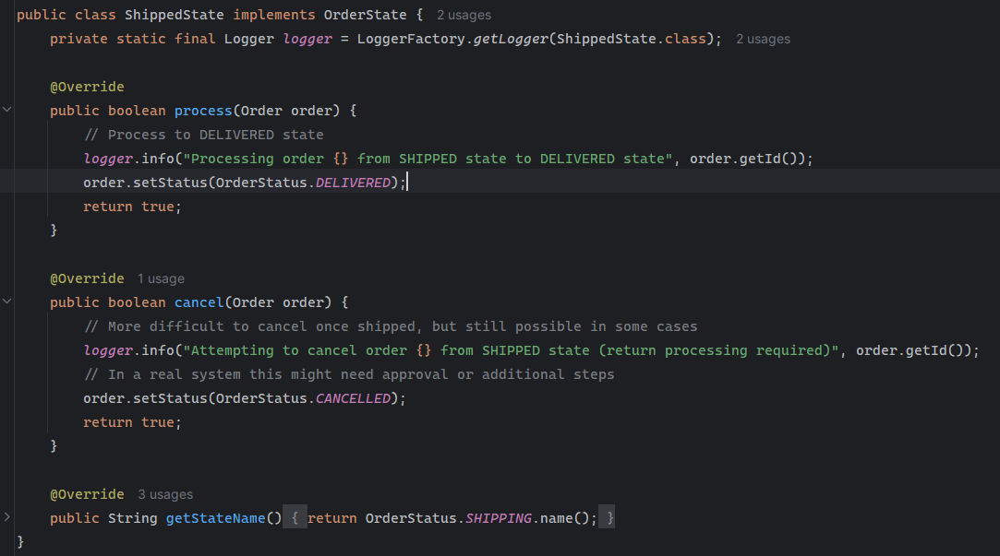 public class ShippedState implements OrderState {  2 usages
    private static final Logger logger = LoggerFactory.getLogger(ShippedState.class);  2 usages

    @Override
    public boolean process(Order order) {
        // Process to DELIVERED state
        logger.info("Processing order {} from SHIPPED state to DELIVERED state", order.getId());
        order.setStatus(OrderStatus.DELIVERED);
        return true;
    }

    @Override  1 usage
    public boolean cancel(Order order) {
        // More difficult to cancel once shipped, but still possible in some cases
        logger.info("Attempting to cancel order {} from SHIPPED state (return processing required)", order.getId());
        // In a real system this might need approval or additional steps
        order.setStatus(OrderStatus.CANCELLED);
        return true;
    }

    @Override  3 usages
    public String getStateName() { return OrderStatus.SHIPPING.name(); }
}